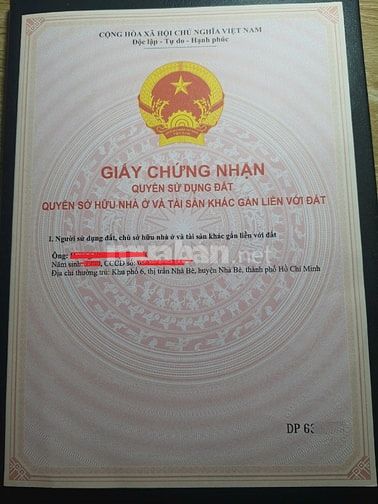 CỘNG HÒA XÃ HỘI CHỦ NGHĨA VIỆT NAM
Độc lập - Tự do - Hạnh phúc
GIẤY CHỨNG NHẬN
QUYỀN SỬ DỤNG ĐẤT
QUYỀN SỞ HỮU NHÀ Ở VÀ TÀI SẢN KHÁC GẮN LIỀN VỚI ĐẤT
I. Người sử dụng đất, chủ sở hữu nhà ở và tài sản khác gắn liền với đất
Ông:
Năm sinh: CCCD số:
Địa chỉ thường trú: Khu phố 6, thị trấn Nhà Bè, huyện Nhà Bè, thành phố Hồ Chí Minh
DP 63